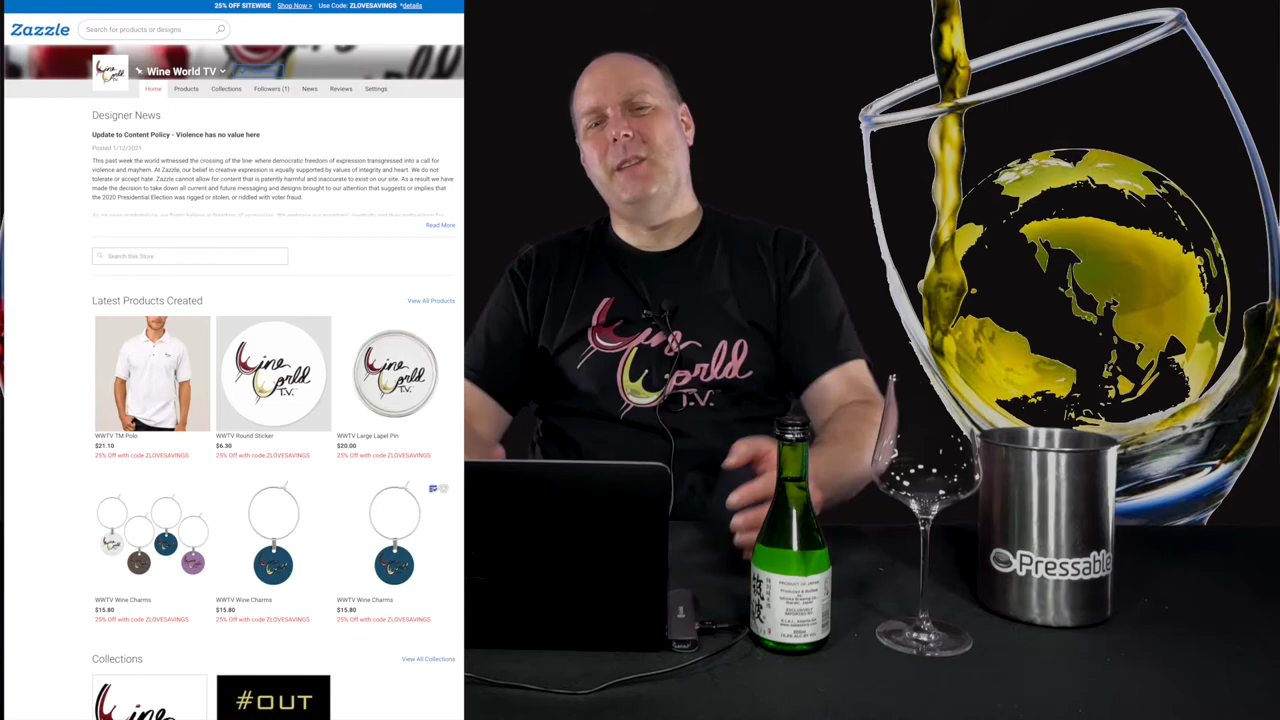 25% OFF SITEWIDE Shop Now > Use Code: ZLOVESAVINGS *details
Zazzle
Search for products or designs
Wine World TV
Home Products Collections Followers (1) News Reviews Settings
Designer News
Update to Content Policy - Violence has no value here
Posted 1/12/2021
This past week the world witnessed the crossing of the line- where democratic freedom of expression transgressed into a call for
violence and mayhem. At Zazzle, our belief in creative expression is equally supported by values of integrity and heart. We do not
tolerate or accept hate. Zazzle cannot allow for content that is patently harmful and inaccurate to exist on our site. As a result we have
made the decision to take down all current and future messaging and designs brought to our attention that suggests or implies that
the 2020 Presidential Election was rigged or stolen, or riddled with voter fraud.
Read More
Search this Store
Latest Products Created
View All Products
Wine World T.V.
Wine World T.V.
WWTV TM Polo
$21.10
25% Off with code ZLOVESAVINGS
WWTV Round Sticker
$6.30
25% Off with code ZLOVESAVINGS
WWTV Large Lapel Pin
$20.00
25% Off with code ZLOVESAVINGS
WWTV Wine Charms
$15.80
25% Off with code ZLOVESAVINGS
WWTV Wine Charms
$15.80
25% Off with code ZLOVESAVINGS
WWTV Wine Charms
$15.80
25% Off with code ZLOVESAVINGS
Collections
View All Collections
#OUT
Wine World T.V.
PRODUCT OF JAPAN
Pressable